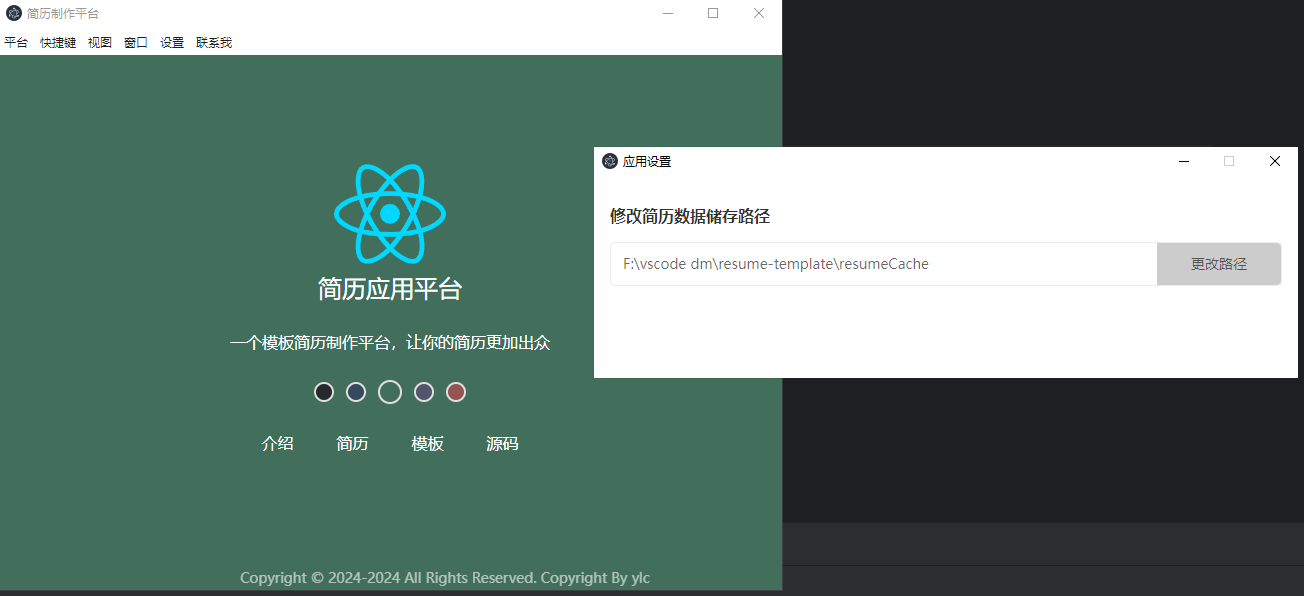 简历制作平台
平台 快捷键 视图 窗口 设置 联系我
简历应用平台
一个模板简历制作平台，让你的简历更加出众
介绍 简历 模板 源码
Copyright © 2024-2024 All Rights Reserved. Copyright By ylc
应用设置
修改简历数据储存路径
F:\vscode dm\resume-template\resumeCache
更改路径